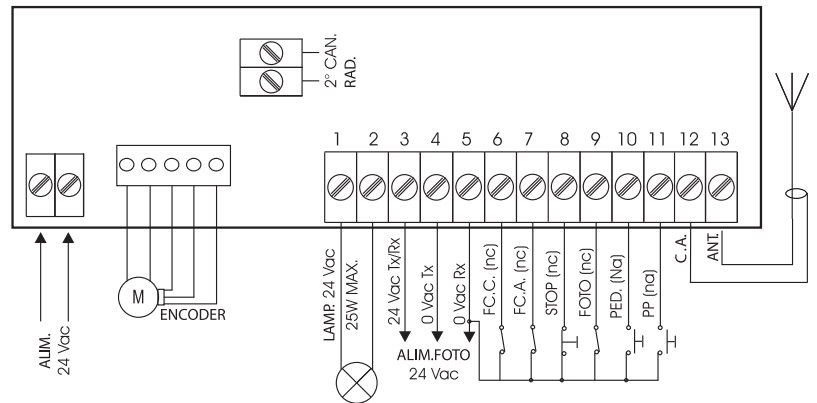 2° CAN.
RAD.
1 2 3 4 5 6 7 8 9 10 11 12 13
LAMP. 24 Vac
25W MAX.
24 Vac Tx/Rx
0 Vac Tx
0 Vac Rx
FC.C. (nc)
FC.A. (nc)
STOP (nc)
FOTO (nc)
PED. (Na)
PP (na)
C.A.
ANT.
M
ENCODER
ALIM.
24 Vac
ALIM.FOTO
24 Vac